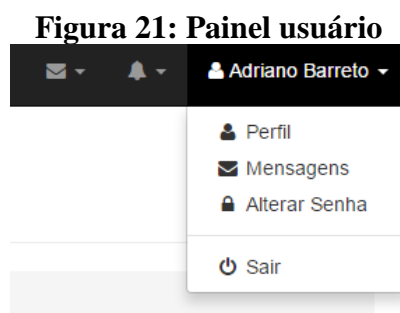 Figura 21: Painel usuário
Adriano Barreto
Perfil
Mensagens
Alterar Senha
Sair